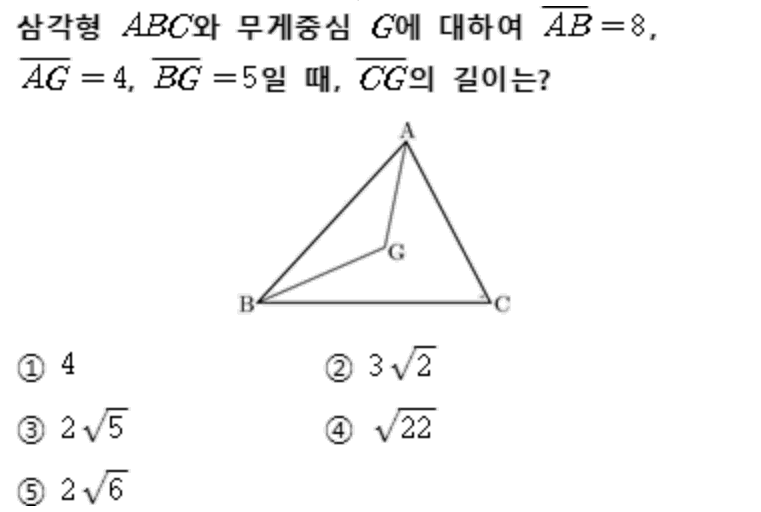 삼각형 ABC와 무게중심 G에 대하여 AB=8,
AG=4, BG=5일 때, CG의 길이는?
A
G
B
C
① 4
② 3√2
③ 2√5
④ √22
⑤ 2√6